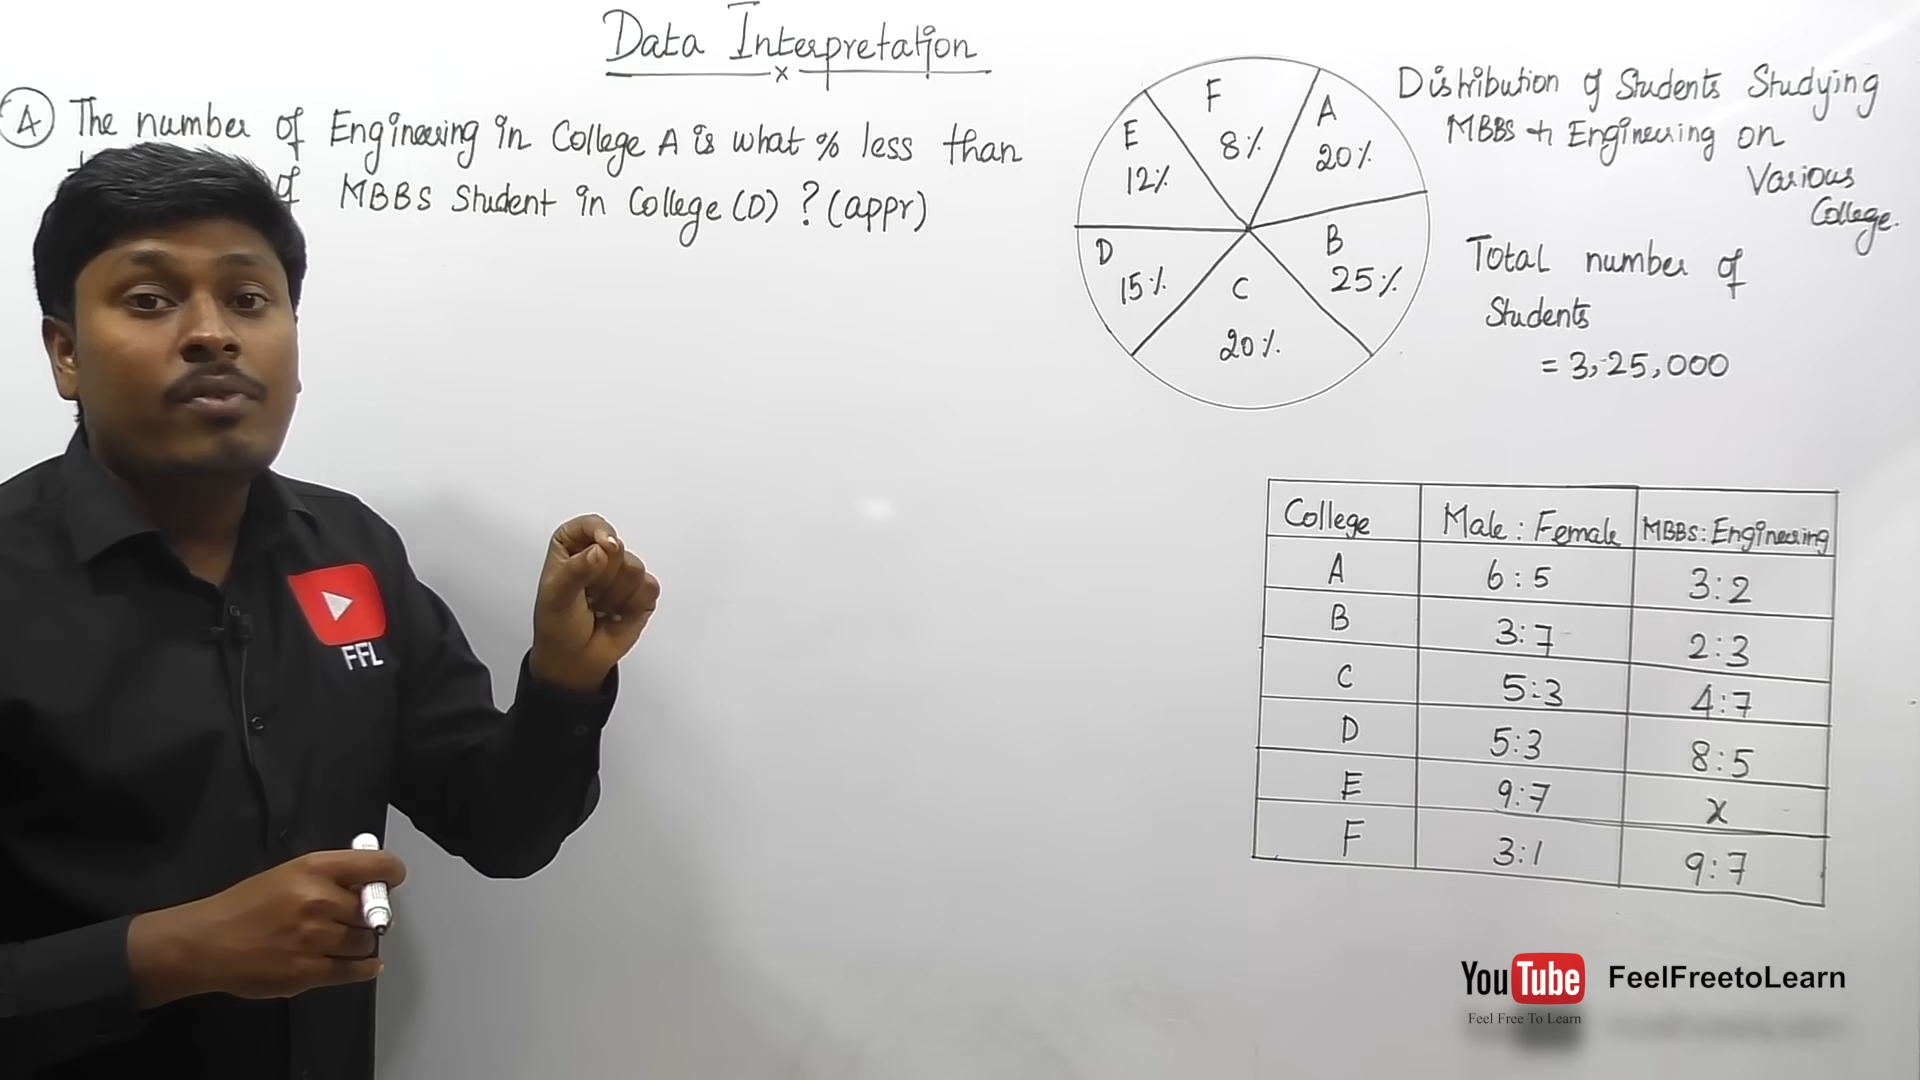 Data Interpretation
x
4 The number of Engineering in College A is what % less than
of MBBS Student in College (D) ? (appr)
F
8%
A
20%
E
12%
B
25%
D
15%
C
20%
Distribution of Students Studying
MBBS + Engineering on
Various
College.
Total number of
Students
= 3,25,000
College Male : Female MBBS : Engineering
A 6 : 5 3 : 2
B 3 : 7 2 : 3
C 5 : 3 4 : 7
D 5 : 3 8 : 5
E 9 : 7 x
F 3 : 1 9 : 7
FFL
YouTube FeelFreetoLearn
Feel Free To Learn